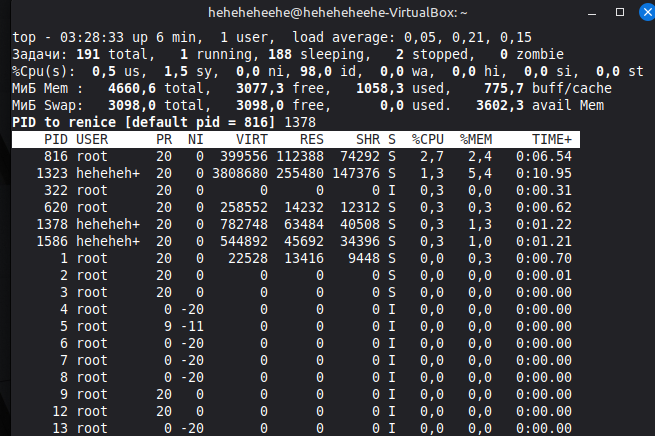 heheheheehe@heheheheehe-VirtualBox: ~
top - 03:28:33 up 6 min,  1 user,  load average: 0,05, 0,21, 0,15
Задачи: 191 total,   1 running, 188 sleeping,   2 stopped,   0 zombie
%Cpu(s):  0,5 us,  1,5 sy,  0,0 ni, 98,0 id,  0,0 wa,  0,0 hi,  0,0 si,  0,0 st
МиБ Mem :   4660,6 total,   3077,3 free,   1058,3 used,    775,7 buff/cache
МиБ Swap:   3098,0 total,   3098,0 free,      0,0 used.   3602,3 avail Mem
PID to renice [default pid = 816] 1378
PID USER      PR  NI    VIRT    RES    SHR S  %CPU  %MEM     TIME+
816 root      20   0  399556 112388  74292 S   2,7   2,4   0:06.54
1323 heheheh+  20   0 3808680 255480 147376 S   1,3   5,4   0:10.95
322 root      20   0       0      0      0 I   0,3   0,0   0:00.31
620 root      20   0  258552  14232  12312 S   0,3   0,3   0:00.62
1378 heheheh+  20   0  782748  63484  40508 S   0,3   1,3   0:01.22
1586 heheheh+  20   0  544892  45692  34396 S   0,3   1,0   0:01.21
1 root      20   0   22528  13416   9448 S   0,0   0,3   0:00.70
2 root      20   0       0      0      0 S   0,0   0,0   0:00.01
3 root      20   0       0      0      0 S   0,0   0,0   0:00.00
4 root       0 -20       0      0      0 I   0,0   0,0   0:00.00
5 root       9 -11       0      0      0 I   0,0   0,0   0:00.00
6 root       0 -20       0      0      0 I   0,0   0,0   0:00.00
7 root       0 -20       0      0      0 I   0,0   0,0   0:00.00
8 root       0 -20       0      0      0 I   0,0   0,0   0:00.00
9 root      20   0       0      0      0 I   0,0   0,0   0:00.00
12 root      20   0       0      0      0 I   0,0   0,0   0:00.00
13 root       0 -20       0      0      0 I   0,0   0,0   0:00.00